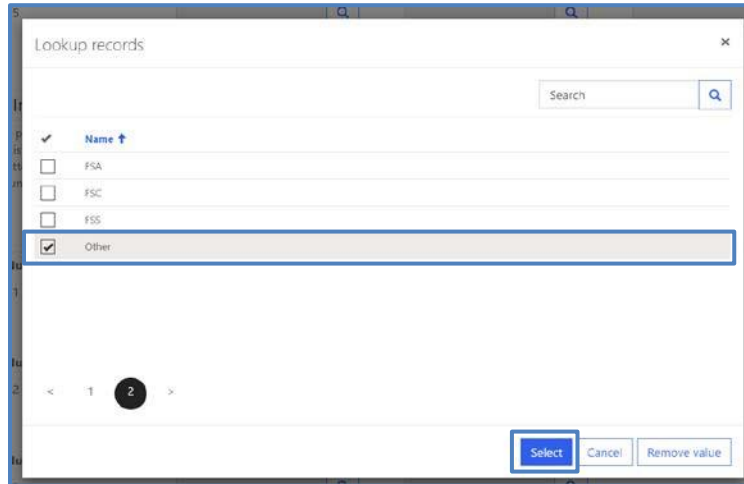 Lookup records ×
Search
Name ↑
FSA
FSC
FSS
Other
< 1 2 >
Select Cancel Remove value